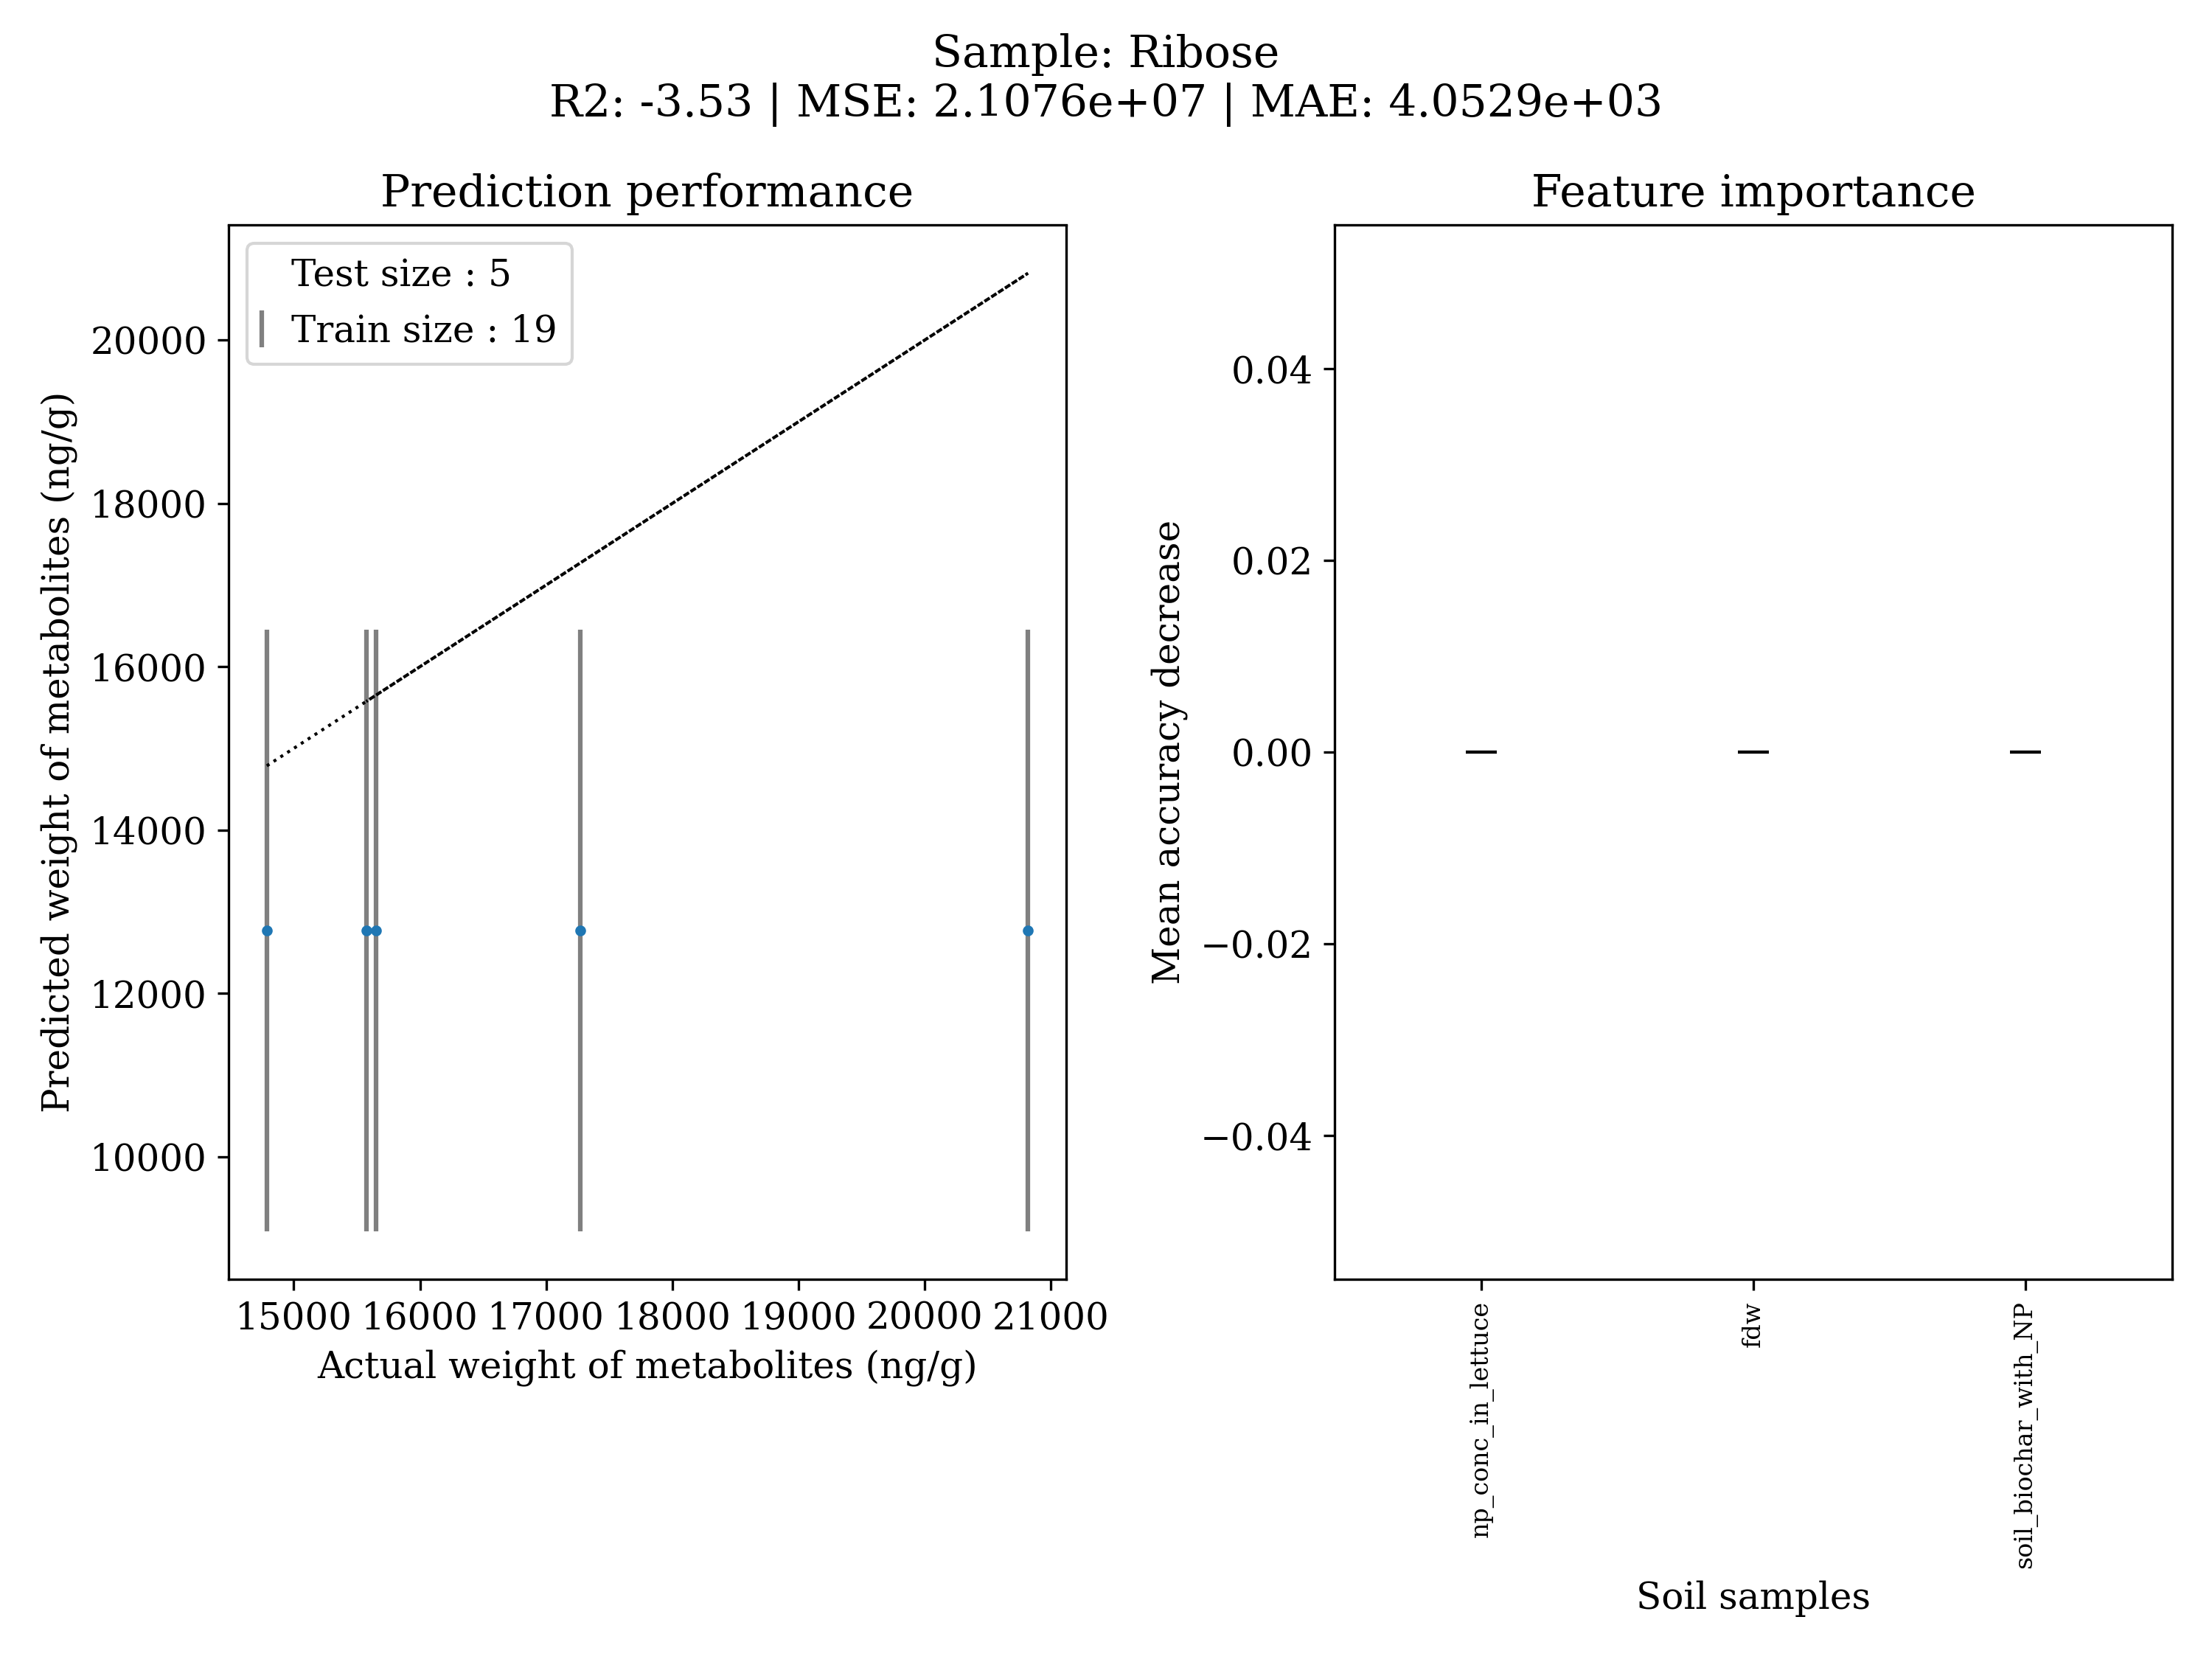 Sample: Ribose
R2: -3.53 | MSE: 2.1076e+07 | MAE: 4.0529e+03
Prediction performance
Test size : 5
Train size : 19
Predicted weight of metabolites (ng/g)
20000
18000
16000
14000
12000
10000
15000 16000 17000 18000 19000 20000 21000
Actual weight of metabolites (ng/g)
Feature importance
Mean accuracy decrease
0.04
0.02
0.00
−0.02
−0.04
np_conc_in_lettuce
fdw
soil_biochar_with_NP
Soil samples